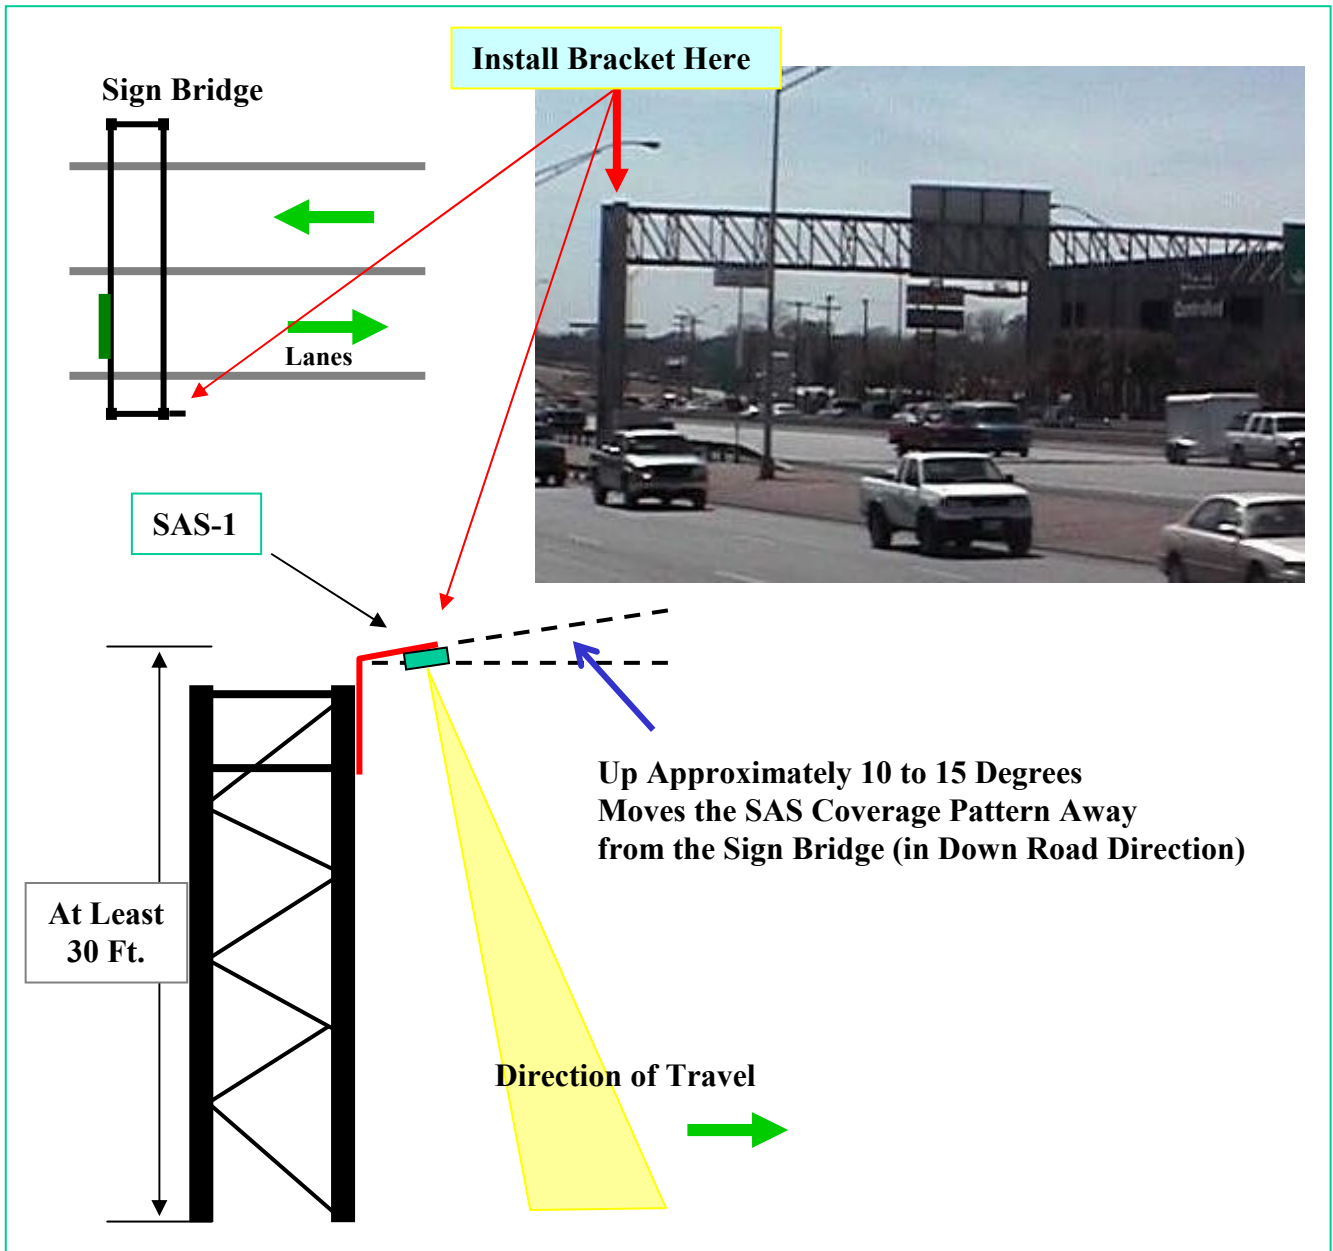 Install Bracket Here
Sign Bridge
Lanes
SAS-1
Up Approximately 10 to 15 Degrees
Moves the SAS Coverage Pattern Away
from the Sign Bridge (in Down Road Direction)
At Least
30 Ft.
Direction of Travel